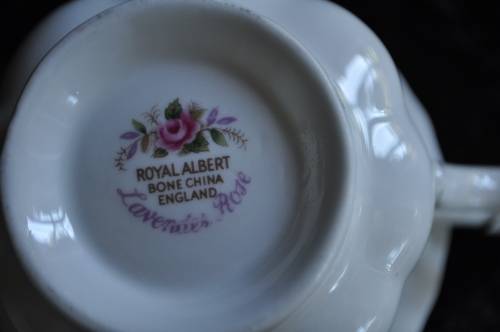 ROYAL ALBERT
BONE CHINA
ENGLAND
Lavender Rose